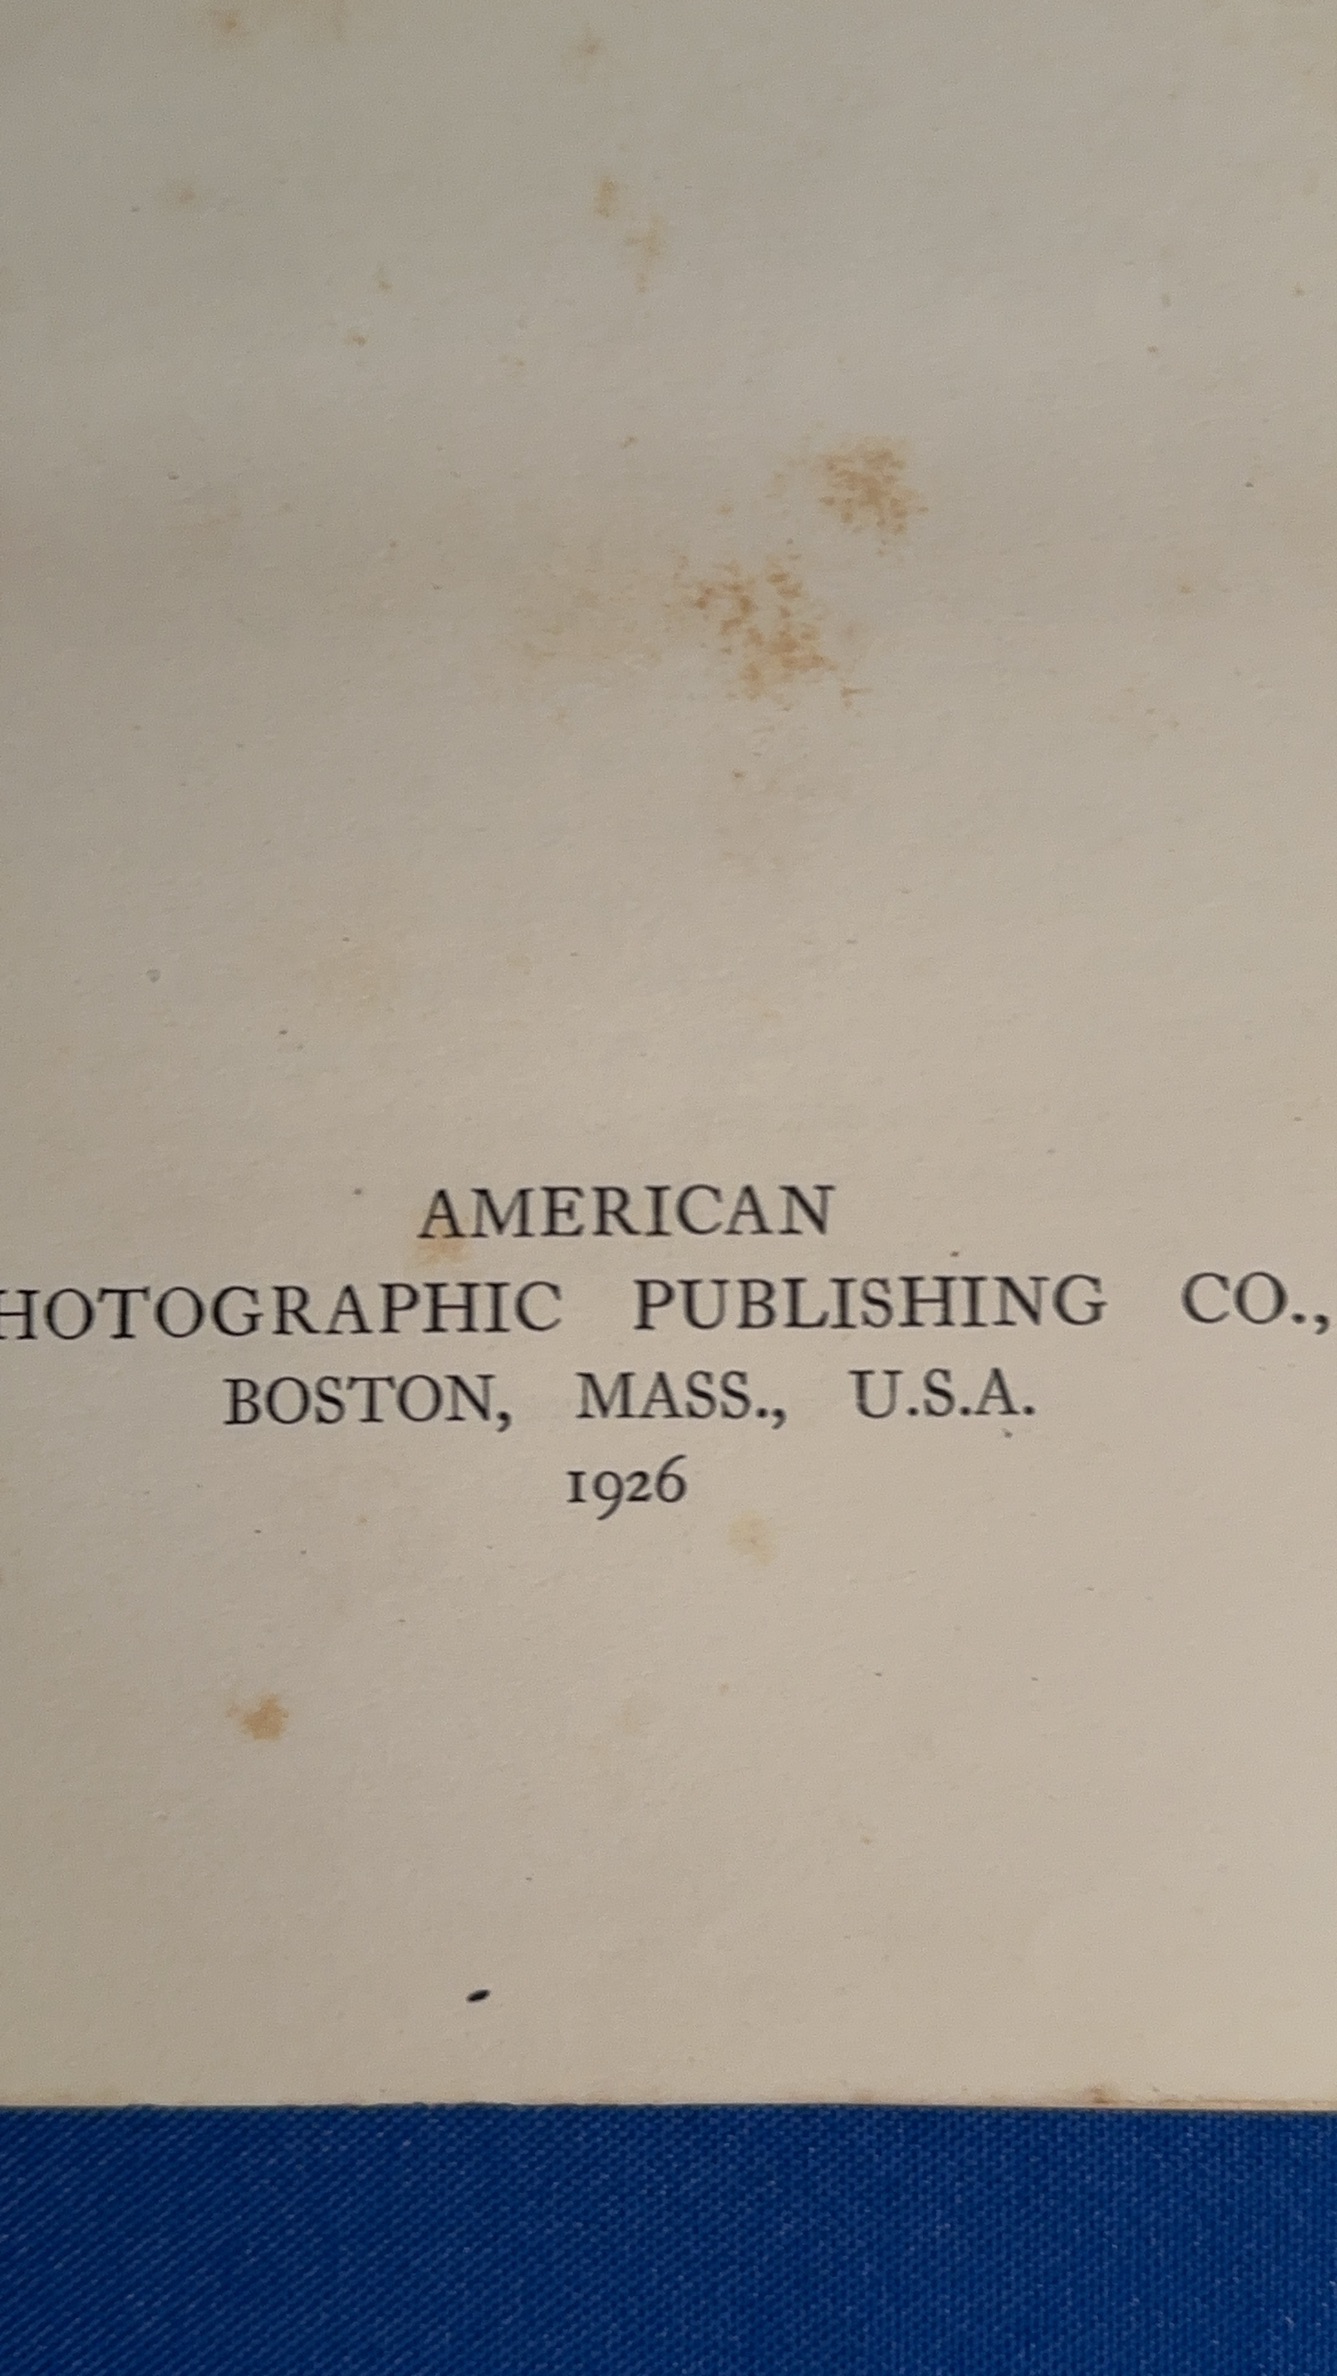 AMERICAN
HOTOGRAPHIC PUBLISHING CO.,
BOSTON, MASS., U.S.A.
1926